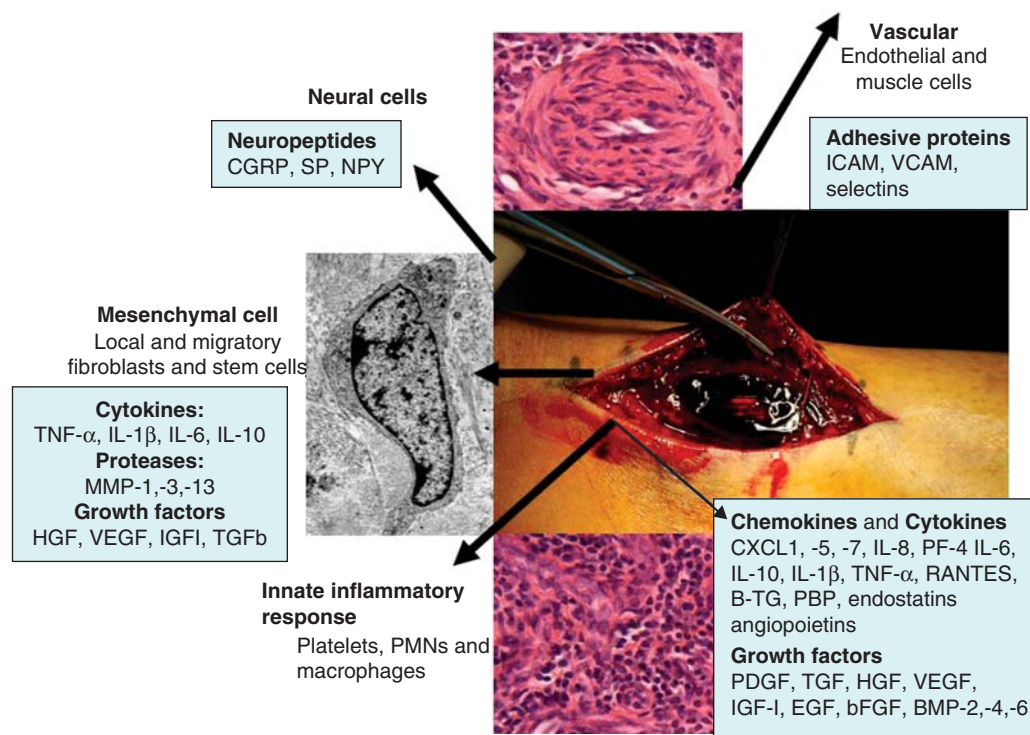 Vascular
Endothelial and
muscle cells
Adhesive proteins
ICAM, VCAM,
selectins
Neural cells
Neuropeptides
CGRP, SP, NPY
Mesenchymal cell
Local and migratory
fibroblasts and stem cells
Cytokines:
TNF-α, IL-1β, IL-6, IL-10
Proteases:
MMP-1,-3,-13
Growth factors
HGF, VEGF, IGFI, TGFb
Innate inflammatory
response
Platelets, PMNs and
macrophages
Chemokines and Cytokines
CXCL1, -5, -7, IL-8, PF-4 IL-6,
IL-10, IL-1β, TNF-α, RANTES,
B-TG, PBP, endostatins
angiopoietins
Growth factors
PDGF, TGF, HGF, VEGF,
IGF-I, EGF, bFGF, BMP-2,-4,-6